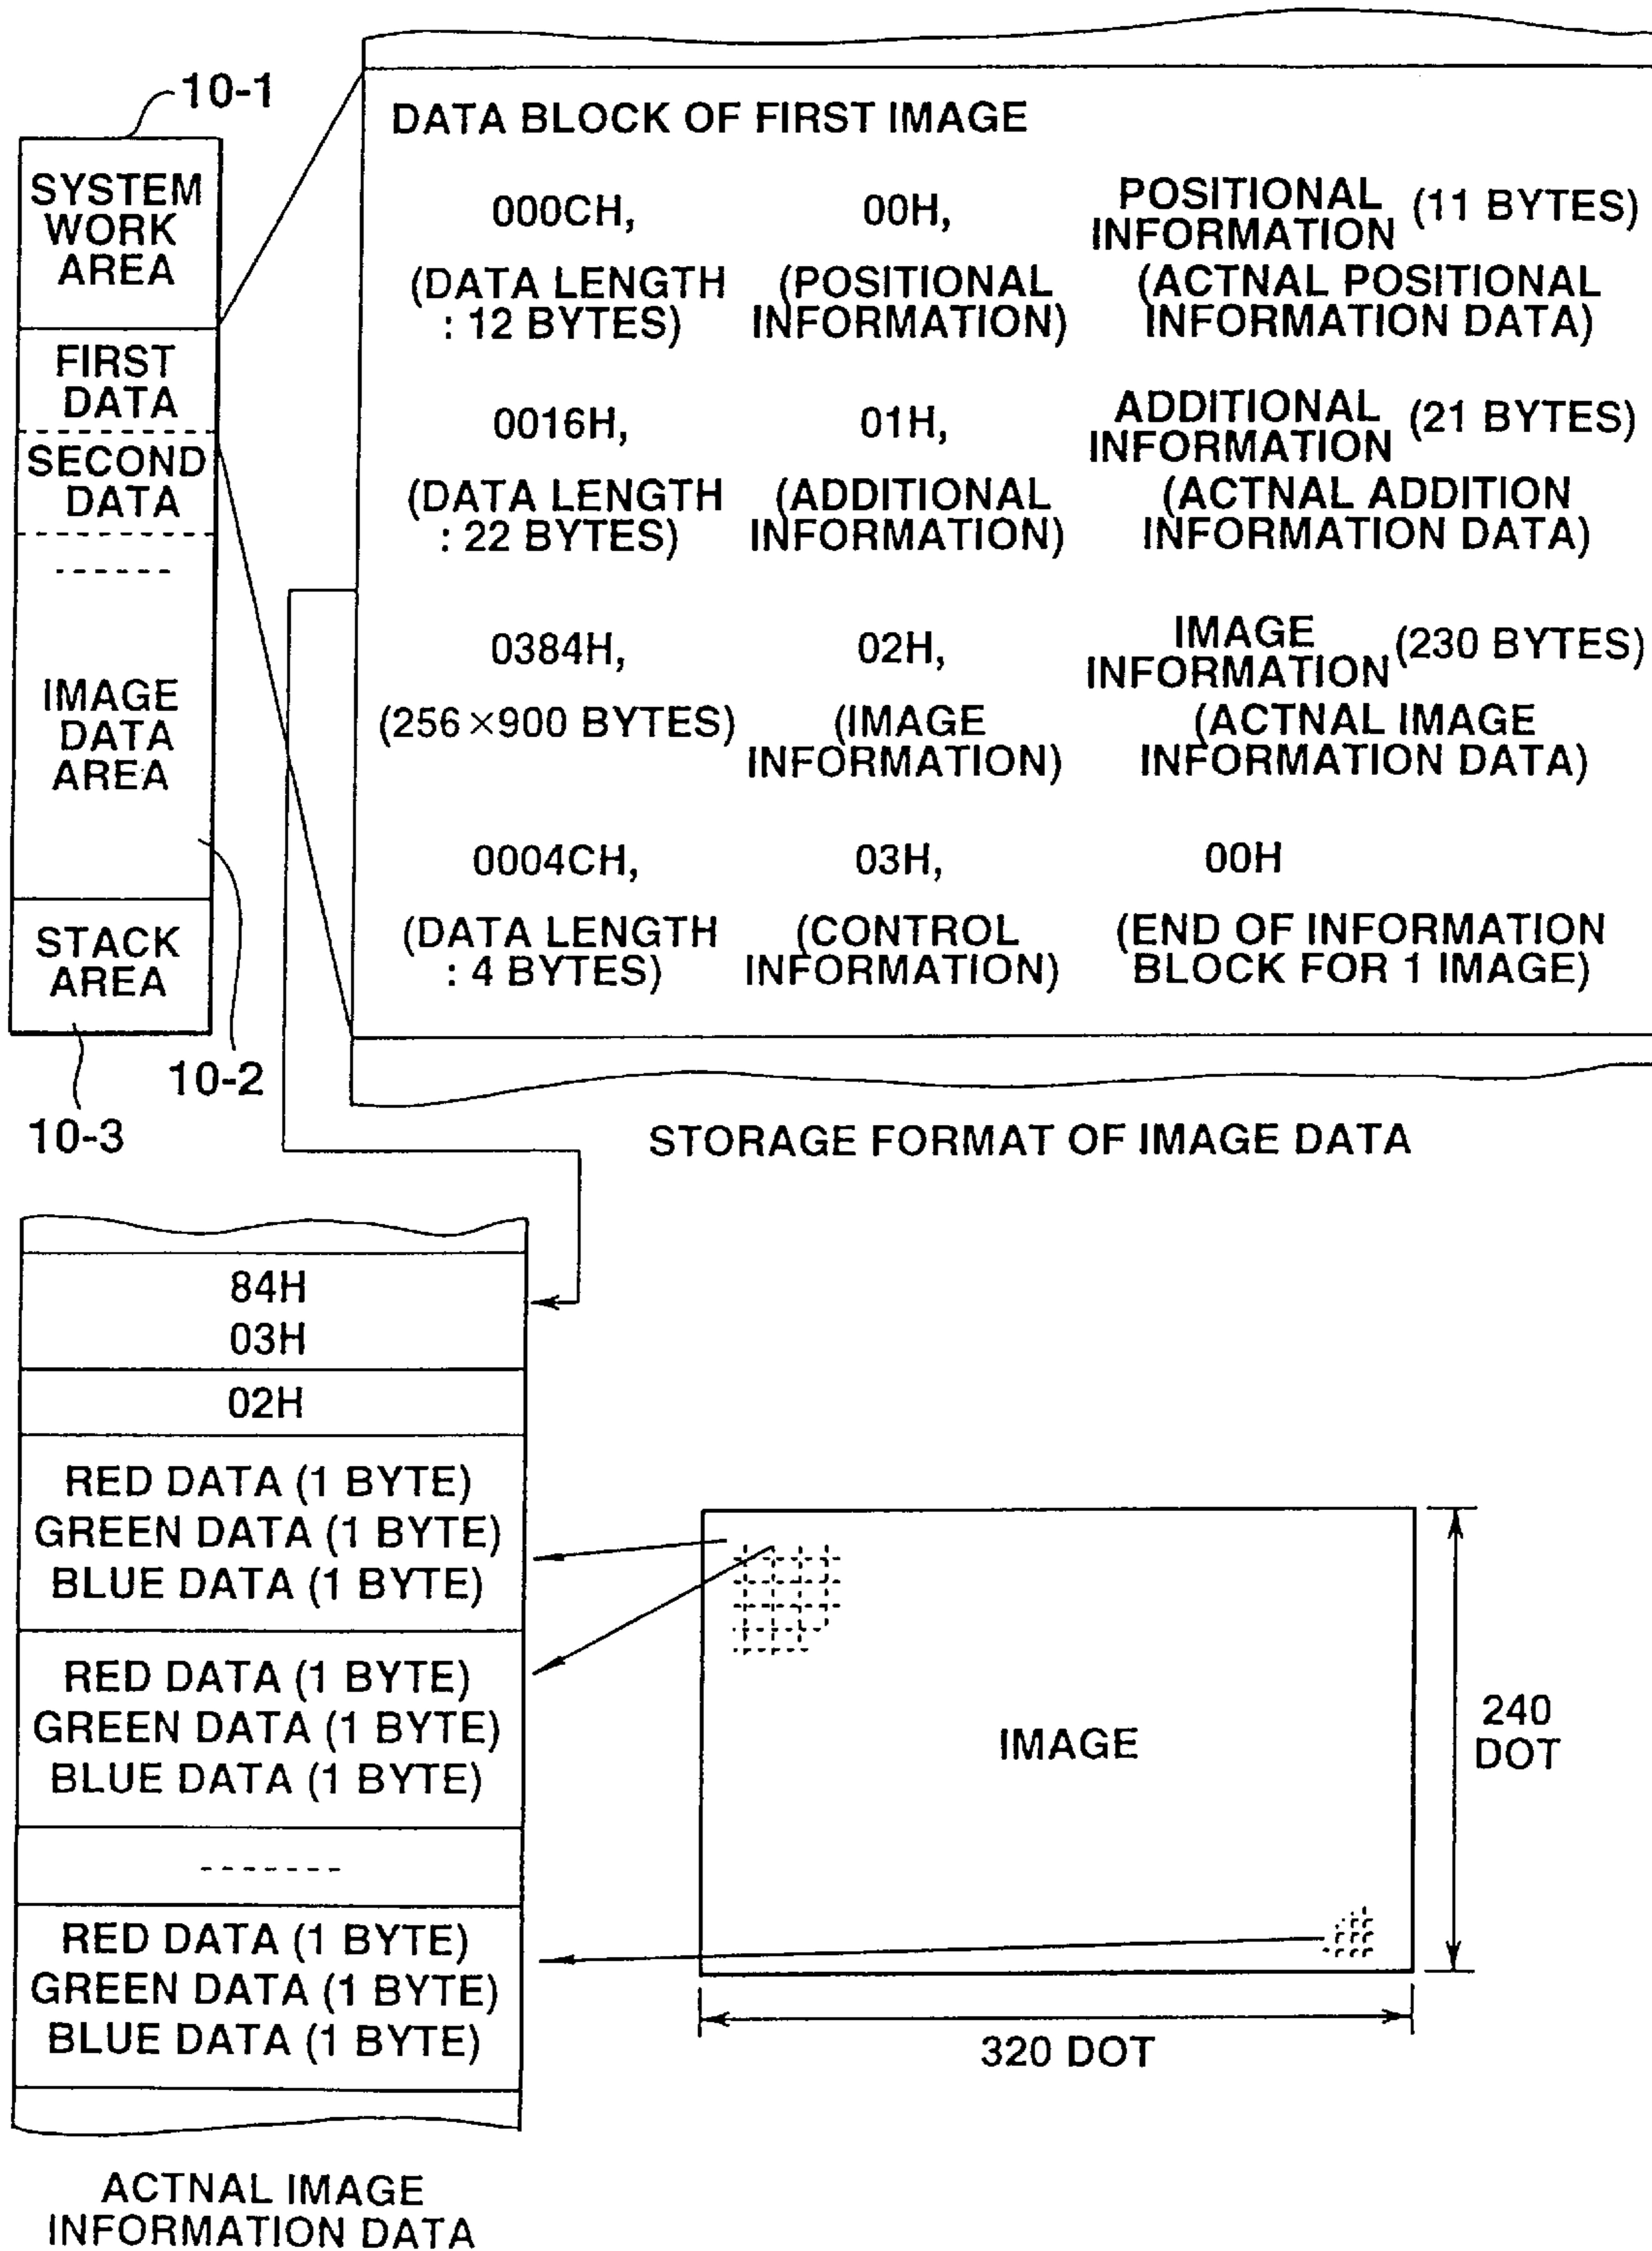 10-1
SYSTEM
WORK
AREA
FIRST
DATA
SECOND
DATA
IMAGE
DATA
AREA
STACK
AREA
10-2
10-3
DATA BLOCK OF FIRST IMAGE
000CH, 00H, POSITIONAL INFORMATION (11 BYTES)
(DATA LENGTH (POSITIONAL (ACTNAL POSITIONAL
: 12 BYTES) INFORMATION) INFORMATION DATA)
0016H, 01H, ADDITIONAL INFORMATION (21 BYTES)
(DATA LENGTH (ADDITIONAL (ACTNAL ADDITION
: 22 BYTES) INFORMATION) INFORMATION DATA)
0384H, 02H, IMAGE INFORMATION (230 BYTES)
(256×900 BYTES) (IMAGE (ACTNAL IMAGE
INFORMATION) INFORMATION DATA)
0004CH, 03H, 00H
(DATA LENGTH (CONTROL (END OF INFORMATION
: 4 BYTES) INFORMATION) BLOCK FOR 1 IMAGE)
STORAGE FORMAT OF IMAGE DATA
84H
03H
02H
RED DATA (1 BYTE)
GREEN DATA (1 BYTE)
BLUE DATA (1 BYTE)
RED DATA (1 BYTE)
GREEN DATA (1 BYTE)
BLUE DATA (1 BYTE)
RED DATA (1 BYTE)
GREEN DATA (1 BYTE)
BLUE DATA (1 BYTE)
IMAGE
240
DOT
320 DOT
ACTNAL IMAGE
INFORMATION DATA